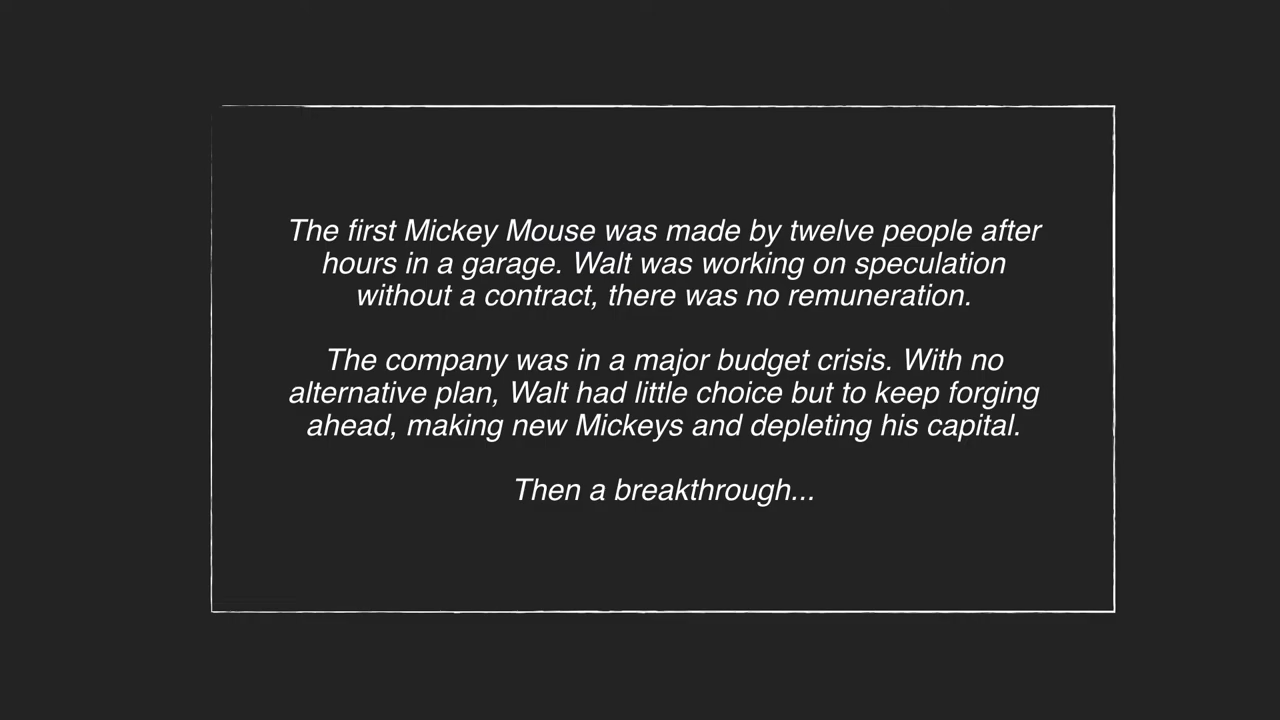 The first Mickey Mouse was made by twelve people after
hours in a garage. Walt was working on speculation
without a contract, there was no remuneration.
The company was in a major budget crisis. With no
alternative plan, Walt had little choice but to keep forging
ahead, making new Mickeys and depleting his capital.
Then a breakthrough...